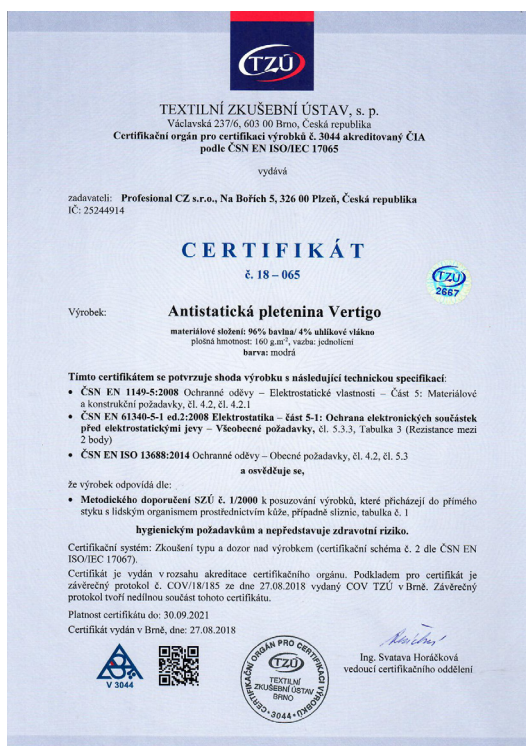 TZÚ
TEXTILNÍ ZKUŠEBNÍ ÚSTAV, s. p.
Václavská 237/6, 603 00 Brno, Česká republika
Certifikační orgán pro certifikaci výrobků č. 3044 akreditovaný ČIA
podle ČSN EN ISO/IEC 17065
vydává
zadavateli: Profesional CZ s.r.o., Na Bořích 5, 326 00 Plzeň, Česká republika
IČ: 25244914
CERTIFIKÁT
č. 18 – 065
TZÚ
2667
Výrobek: Antistatická pletenina Vertigo
materiálové složení: 96% bavlna/ 4% uhlíkové vlákno
plošná hmotnost: 160 g.m-2, vazba: jednolícní
barva: modrá
Tímto certifikátem se potvrzuje shoda výrobku s následující technickou specifikací:
• ČSN EN 1149-5:2008 Ochranné oděvy – Elektrostatické vlastnosti – Část 5: Materiálové
a konstrukční požadavky, čl. 4.2, čl. 4.2.1
• ČSN EN 61340-5-1 ed.2:2008 Elektrostatika – část 5-1: Ochrana elektronických součástek
před elektrostatickými jevy – Všeobecné požadavky, čl. 5.3.3, Tabulka 3 (Rezistance mezi
2 body)
• ČSN EN ISO 13688:2014 Ochranné oděvy – Obecné požadavky, čl. 4.2, čl. 5.3
a osvědčuje se,
že výrobek odpovídá dle:
• Metodického doporučení SZÚ č. 1/2000 k posuzování výrobků, které přicházejí do přímého
styku s lidským organismem prostřednictvím kůže, případně sliznic, tabulka č. 1
hygienickým požadavkům a nepředstavuje zdravotní riziko.
Certifikační systém: Zkoušení typu a dozor nad výrobkem (certifikační schéma č. 2 dle ČSN EN
ISO/IEC 17067).
Certifikát je vydán v rozsahu akreditace certifikačního orgánu. Podkladem pro certifikát je
závěrečný protokol č. COV/18/185 ze dne 27.08.2018 vydaný COV TZÚ v Brně. Závěrečný
protokol tvoří nedílnou součást tohoto certifikátu.
Platnost certifikátu do: 30.09.2021
Certifikát vydán v Brně, dne: 27.08.2018
V 3044
CERTIFIKAČNÍ ORGÁN PRO CERTIFIKACI VÝROBKŮ
TZÚ
TEXTILNÍ
ZKUŠEBNÍ ÚSTAV
BRNO
•3044•
Ing. Svatava Horáčková
vedoucí certifikačního oddělení